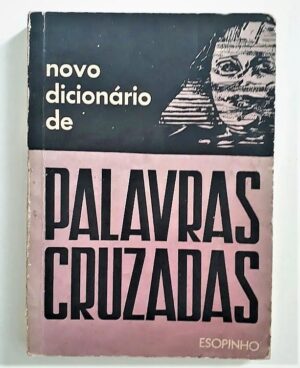 novo
dicionário
de
PALAVRAS
CRUZADAS
ESOPINHO